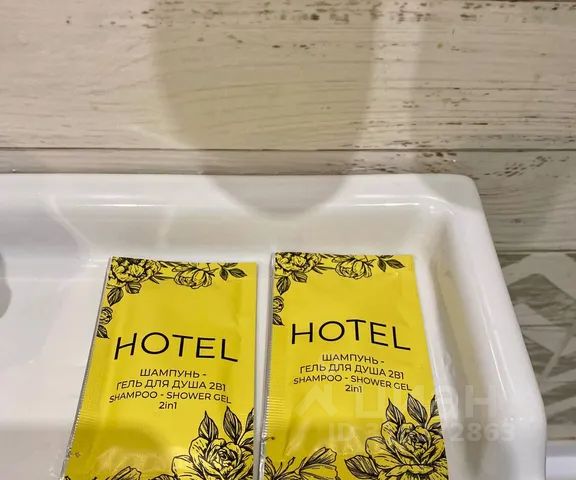 HOTEL
ШАМПУНЬ -
ГЕЛЬ ДЛЯ ДУША 2В1
SHAMPOO - SHOWER GEL
2in1
HOTEL
ШАМПУНЬ -
ГЕЛЬ ДЛЯ ДУША 2В1
SHAMPOO - SHOWER GEL
2in1
циан